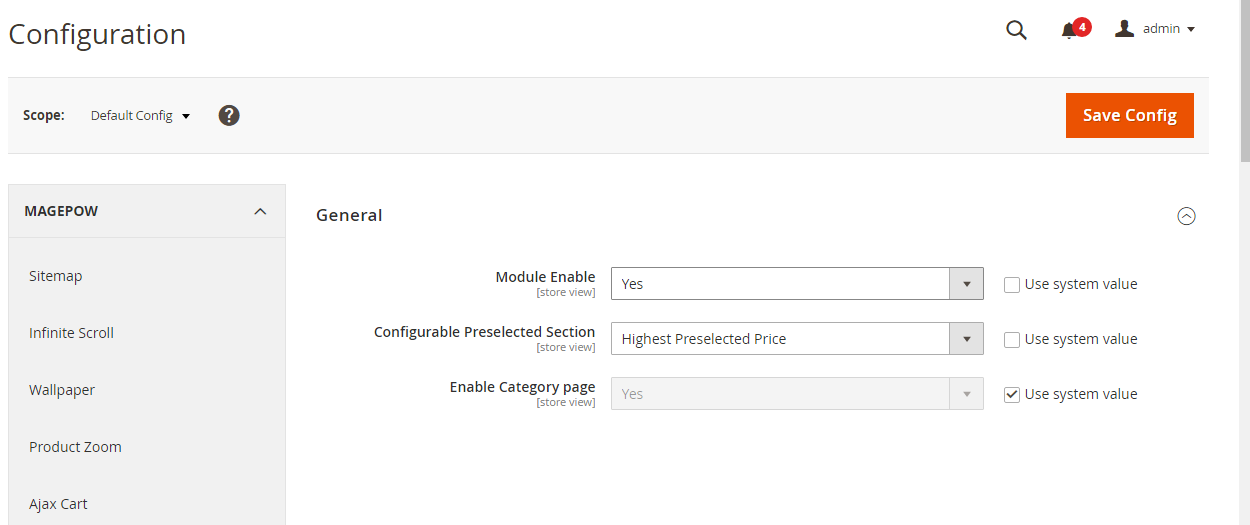 Configuration
4
admin
Scope: Default Config ?
Save Config
MAGEPOW
Sitemap
Infinite Scroll
Wallpaper
Product Zoom
Ajax Cart
General
Module Enable Yes Use system value
[store view]
Configurable Preselected Section Highest Preselected Price Use system value
[store view]
Enable Category page Yes Use system value
[store view]